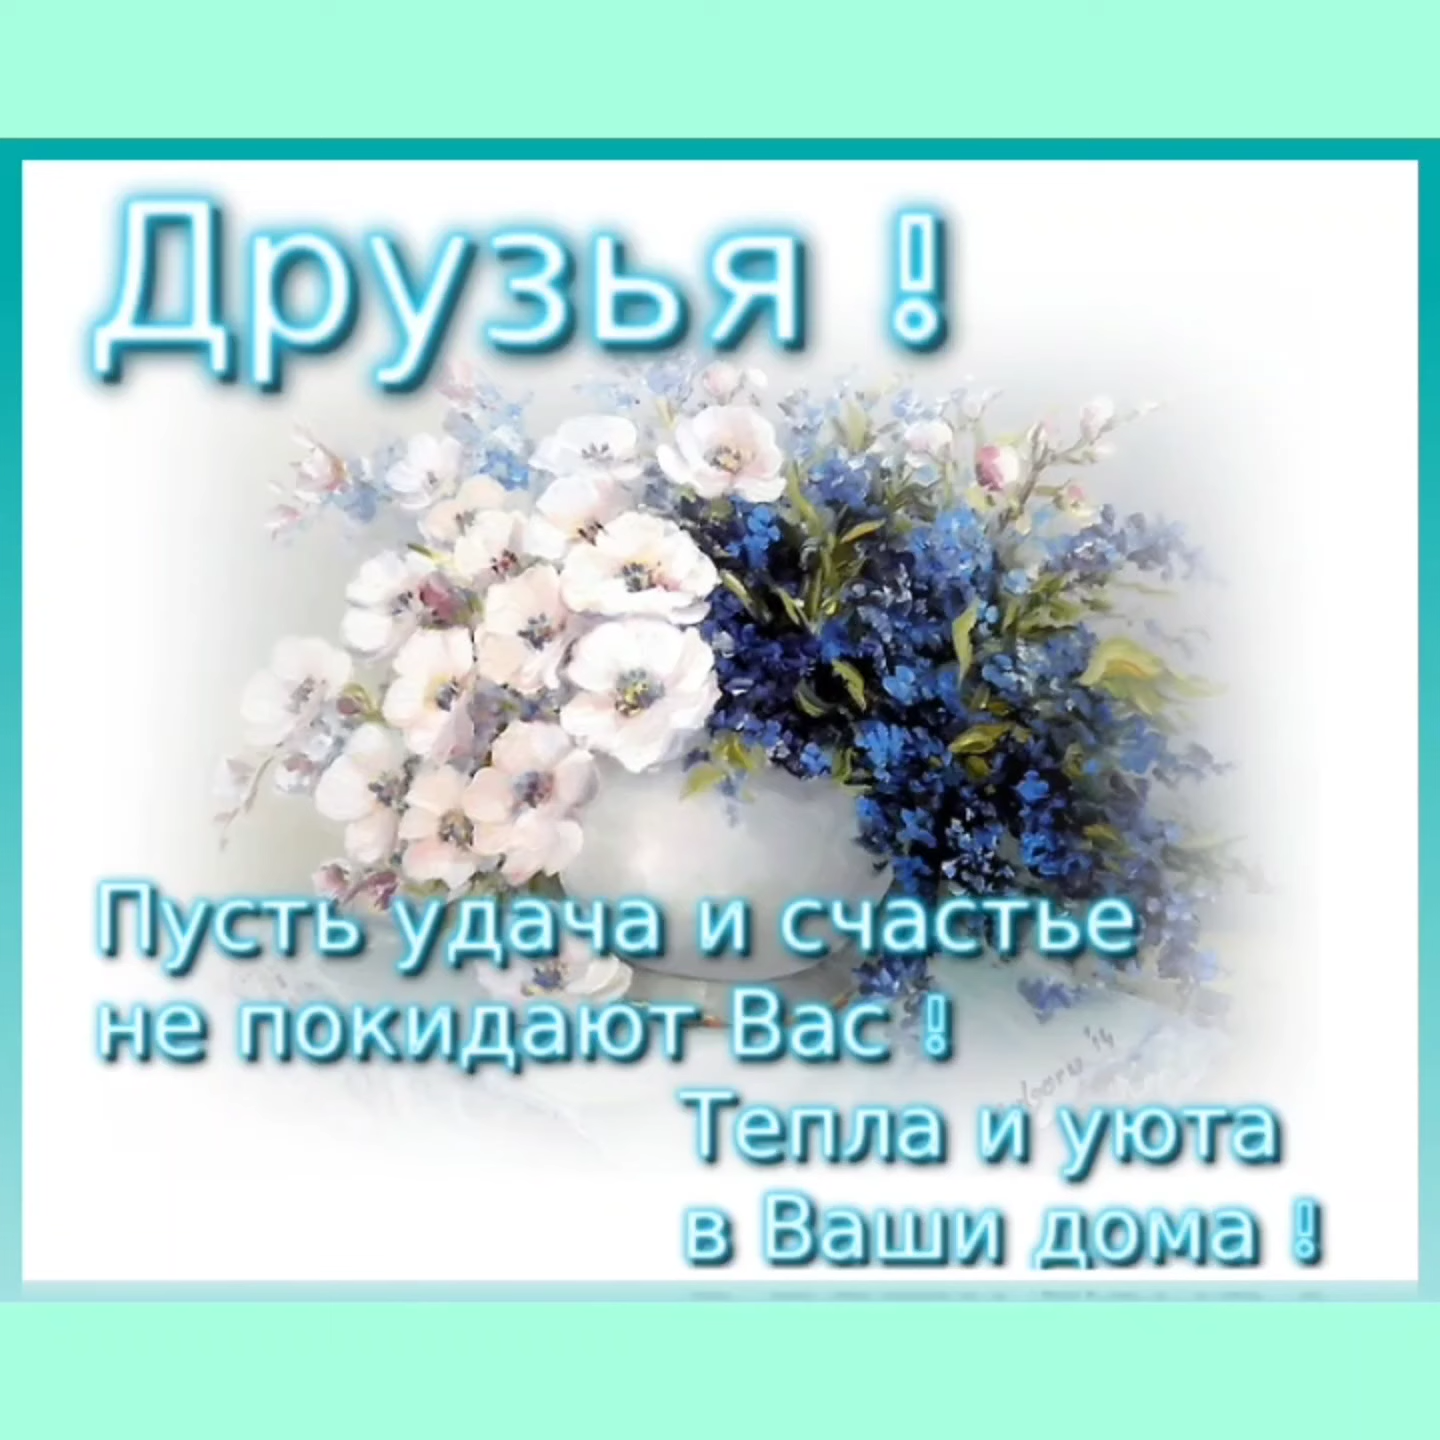 Друзья !
Пусть удача и счастье
не покидают Вас !
Тепла и уюта
в Ваши дома !